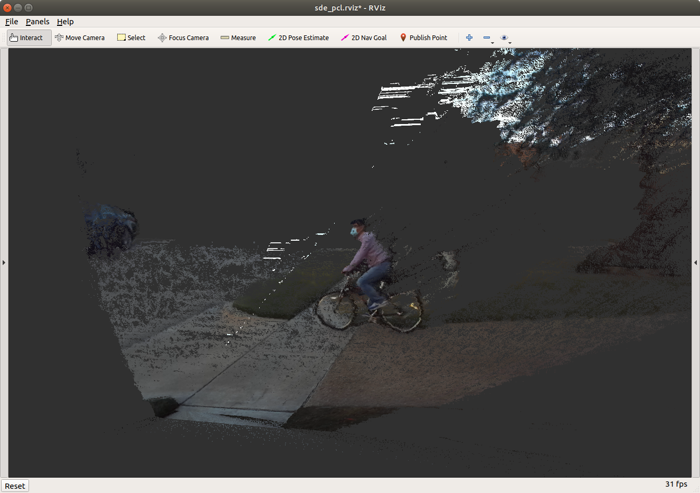 sde_pcl.rviz* - RViz
File Panels Help
Interact Move Camera Select Focus Camera Measure 2D Pose Estimate 2D Nav Goal Publish Point
Reset 31 fps